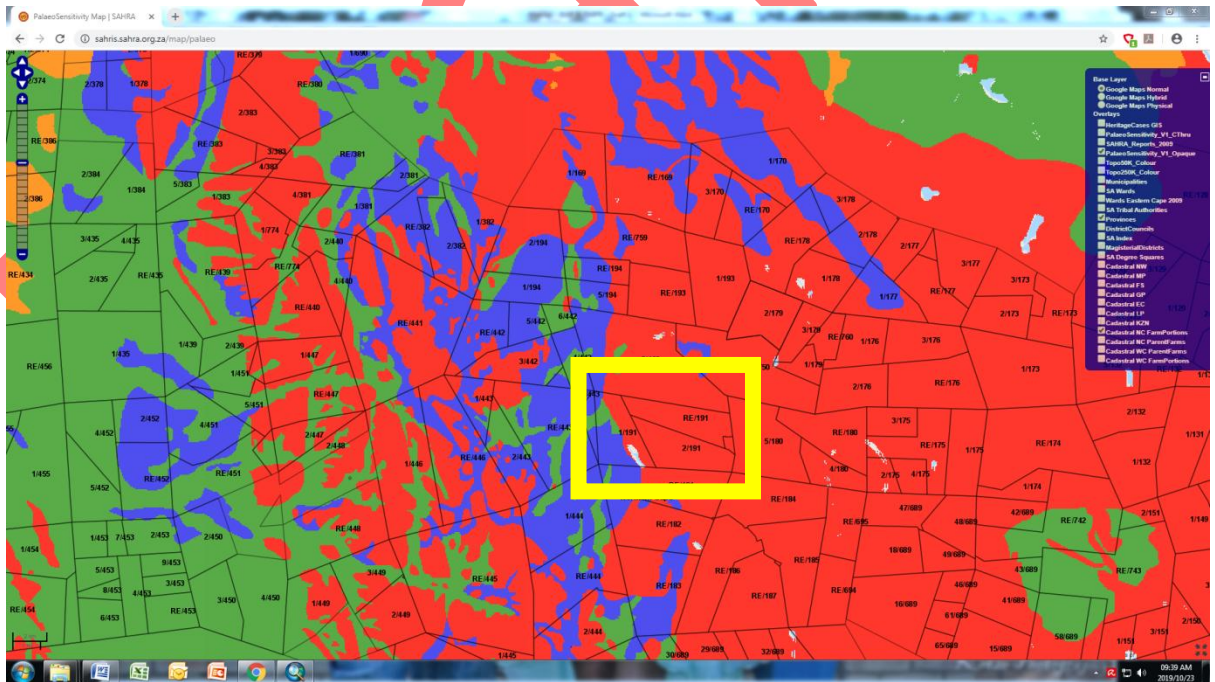 PalaeoSensitivity Map | SAHRA
sahris.sahra.org.za/map/palaeo
Base Layer
Google Maps Normal
Google Maps Hybrid
Google Maps Physical
Overlays
HeritageCases GIS
PalaeoSensitivity_V1_CThru
SAHRA_Reports_2009
PalaeoSensitivity_V1_Opaque
Topo50K_Colour
Topo250K_Colour
Municipalities
SA Wards
Wards Eastern Cape 2009
SA Tribal Authorities
Provinces
DistrictCouncils
SA Index
MagisterialDistricts
SA Degree Squares
Cadastral NW
Cadastral MP
Cadastral FS
Cadastral GP
Cadastral EC
Cadastral LP
Cadastral KZN
Cadastral NC FarmPortions
Cadastral NC ParentFarms
Cadastral WC ParentFarms
Cadastral WC FarmPortions
RE/379 1/690
2/374 2/378 1/378 RE/380
2/383
RE/386 RE/383 3/383 RE/381 1/170
4/383
2/384 5/383 2/381 1/169 RE/169
2/386 1/384 1/383 4/381 1/381 3/170 3/178
1/382 RE/170
1/774 RE/382
3/435 4/435 2/440 2/382 2/194 RE/759 RE/178 2/178 2/177
RE/434 2/435 RE/435 RE/439 RE/774 4/440 RE/194 1/193 1/178 3/177 3/173
1/194 5/194 RE/193 1/177 RE/177
RE/440 RE/441 5/442 6/442 2/179 2/173 RE/173
RE/442 3/179 RE/760 1/176 3/176
RE/456 1/435 1/439 2/439 1/447 3/442 1/179 1/173
1/451 2/176 RE/176
5/451 RE/447 1/443
2/452 4/451 1/191 RE/191 3/175 2/132
4/452 2/447 RE/180 1/131
2/448 RE/446 2/443 2/191 5/180 RE/175 1/175 RE/174
1/455 RE/452 RE/451 1/446 4/180 2/175 4/175 1/132
5/452 RE/184 1/174
RE/448 1/444 RE/182 RE/695 47/689 48/689 42/689 RE/742 2/151 1/149
1/453 7/453 2/453 2/450
1/454 18/689 49/689
5/453 9/453 3/449 RE/445 RE/444 RE/186 RE/185 43/689 RE/743
8/453 4/453 3/453 RE/183 RE/187 RE/694 46/689
RE/454 RE/453 3/450 4/450 1/449 16/689 41/689
6/453 2/449 61/689 2/150
2/444 58/689 3/151
1/445 30/689 29/689 32/689 65/689 15/689 1/151
09:39 AM
2019/10/23